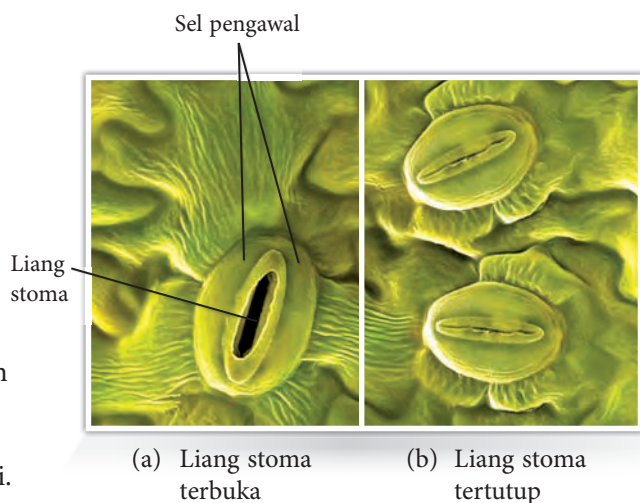 Sel pengawal
Liang
stoma
n
i.
(a) Liang stoma
terbuka
(b) Liang stoma
tertutup